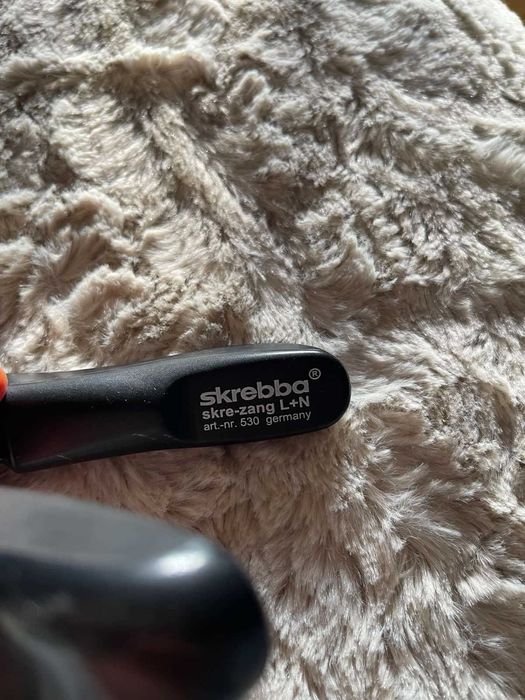 skrebba®
skre-zang L+N
art.-nr. 530 germany